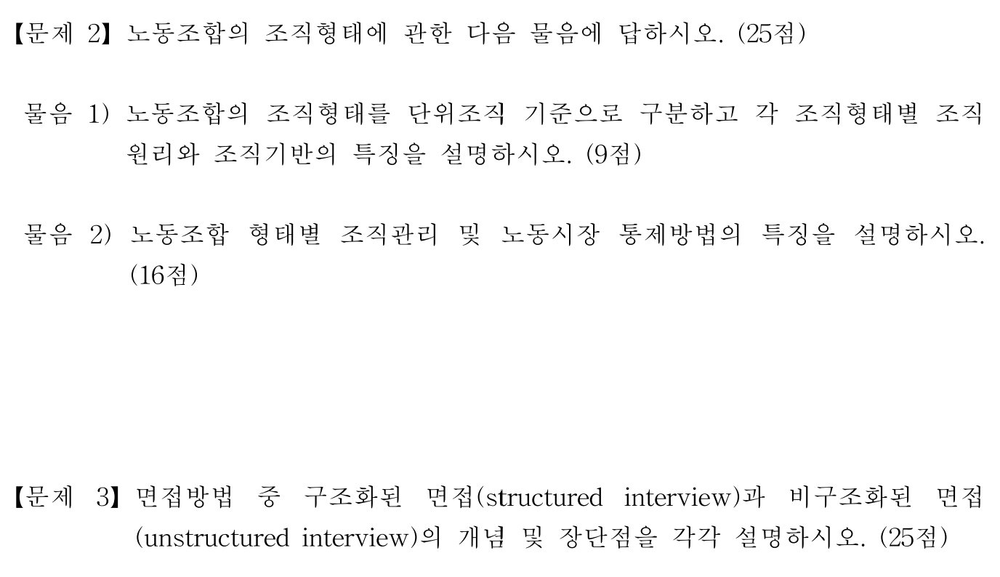 【문제 2】 노동조합의 조직형태에 관한 다음 물음에 답하시오. (25점)
물음 1) 노동조합의 조직형태를 단위조직 기준으로 구분하고 각 조직형태별 조직
원리와 조직기반의 특징을 설명하시오. (9점)
물음 2) 노동조합 형태별 조직관리 및 노동시장 통제방법의 특징을 설명하시오.
(16점)
【문제 3】 면접방법 중 구조화된 면접(structured interview)과 비구조화된 면접
(unstructured interview)의 개념 및 장단점을 각각 설명하시오. (25점)